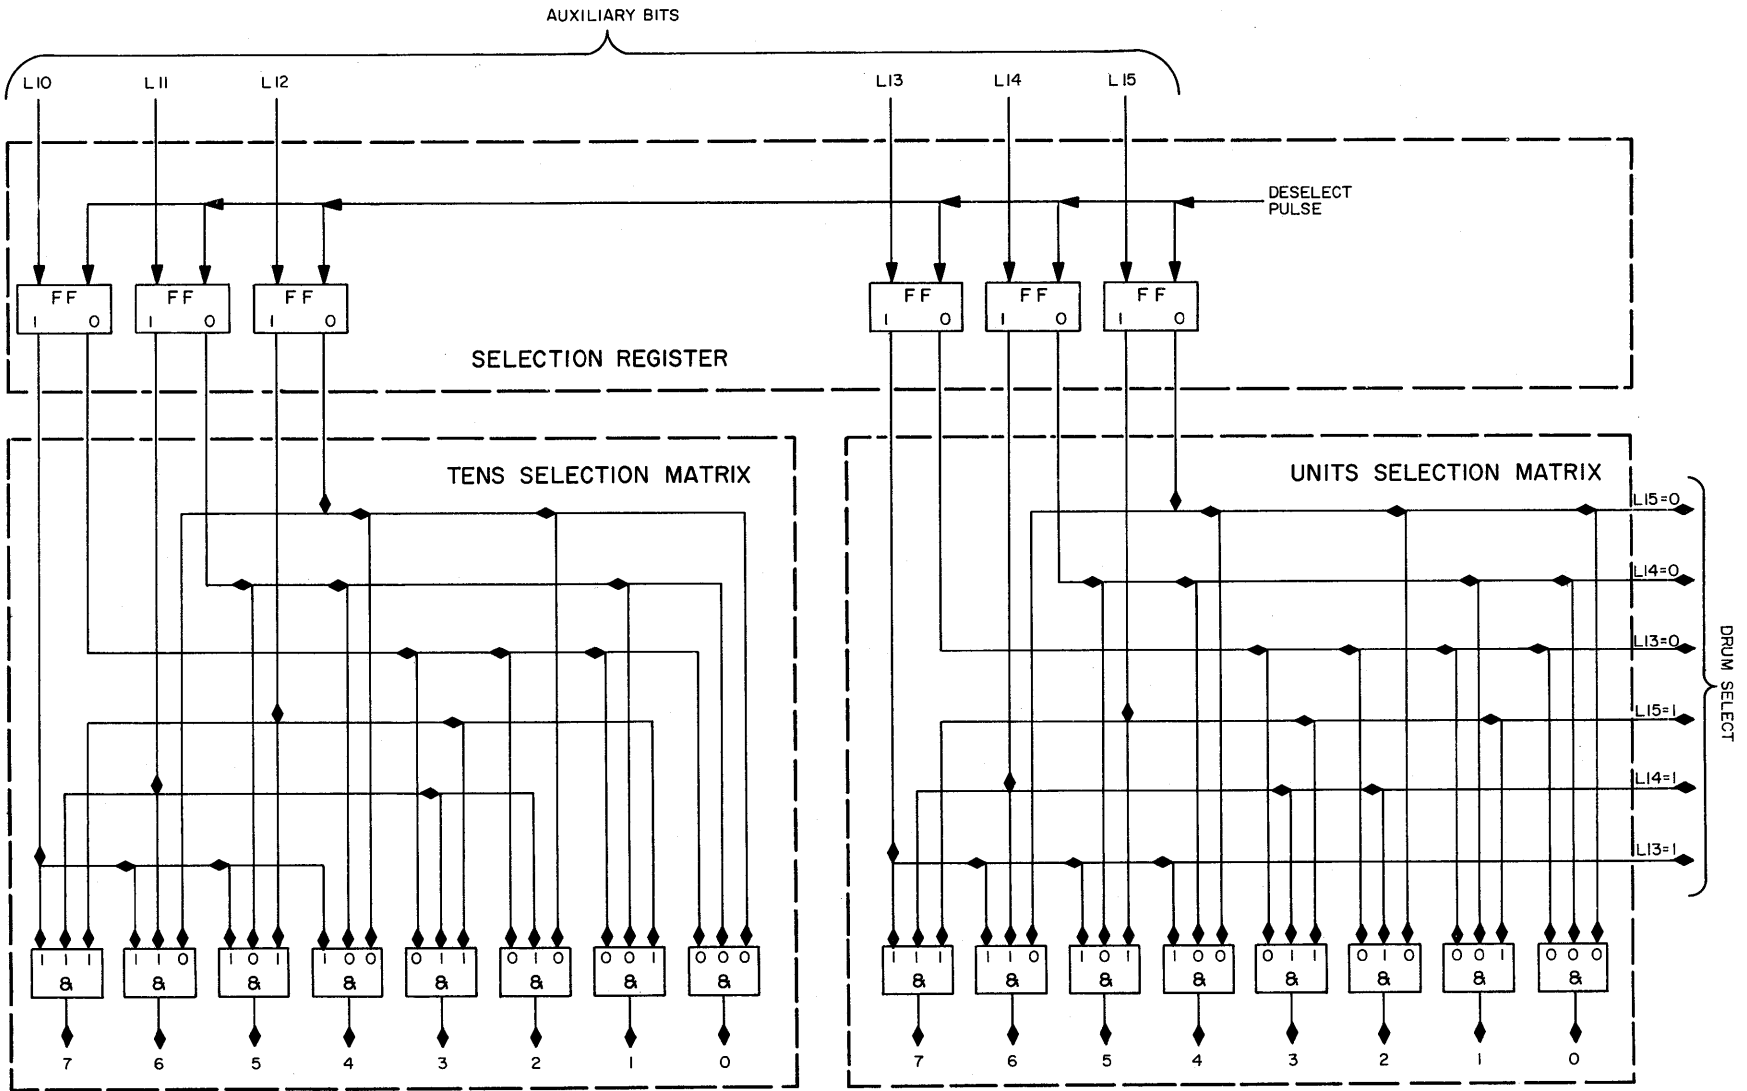 AUXILIARY BITS
L10 L11 L12 L13 L14 L15
DESELECT
PULSE
FF FF FF FF FF FF
1 0 1 0 1 0 1 0 1 0 1 0
SELECTION REGISTER
TENS SELECTION MATRIX
UNITS SELECTION MATRIX
L15=0
L14=0
L13=0
L15=1
L14=1
L13=1
DRUM SELECT
1 1 1 1 1 0 1 0 1 1 0 0 0 1 1 0 1 0 0 0 1 0 0 0
& & & & & & & &
7 6 5 4 3 2 1 0
1 1 1 1 1 0 1 0 1 1 0 0 0 1 1 0 1 0 0 0 1 0 0 0
& & & & & & & &
7 6 5 4 3 2 1 0